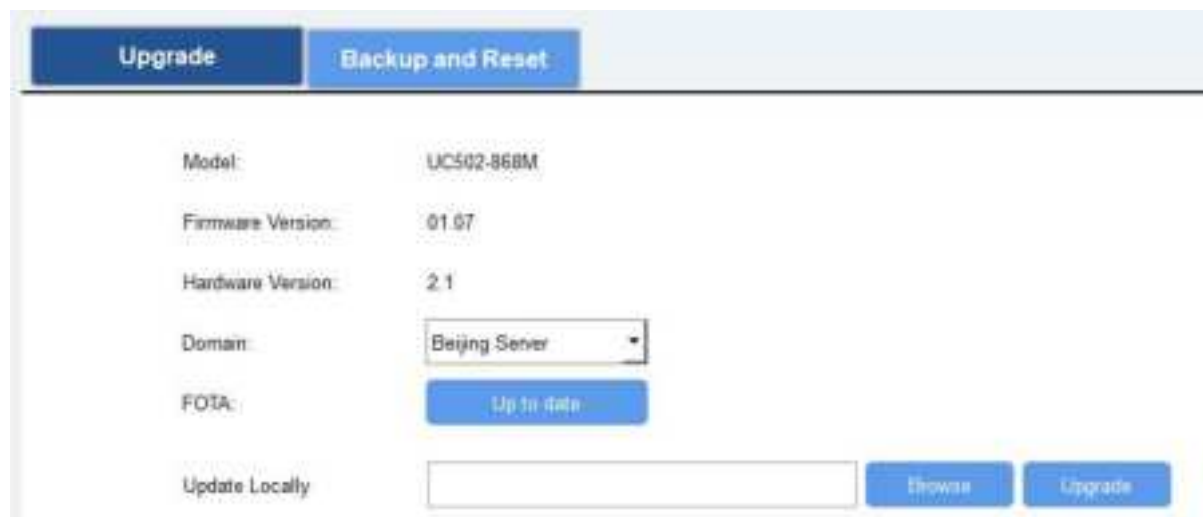 Upgrade Backup and Reset
Model: UC502-868M
Firmware Version: 01.07
Hardware Version: 2.1
Domain: Beijing Server
FOTA: Up to date
Update Locally Browse Upgrade